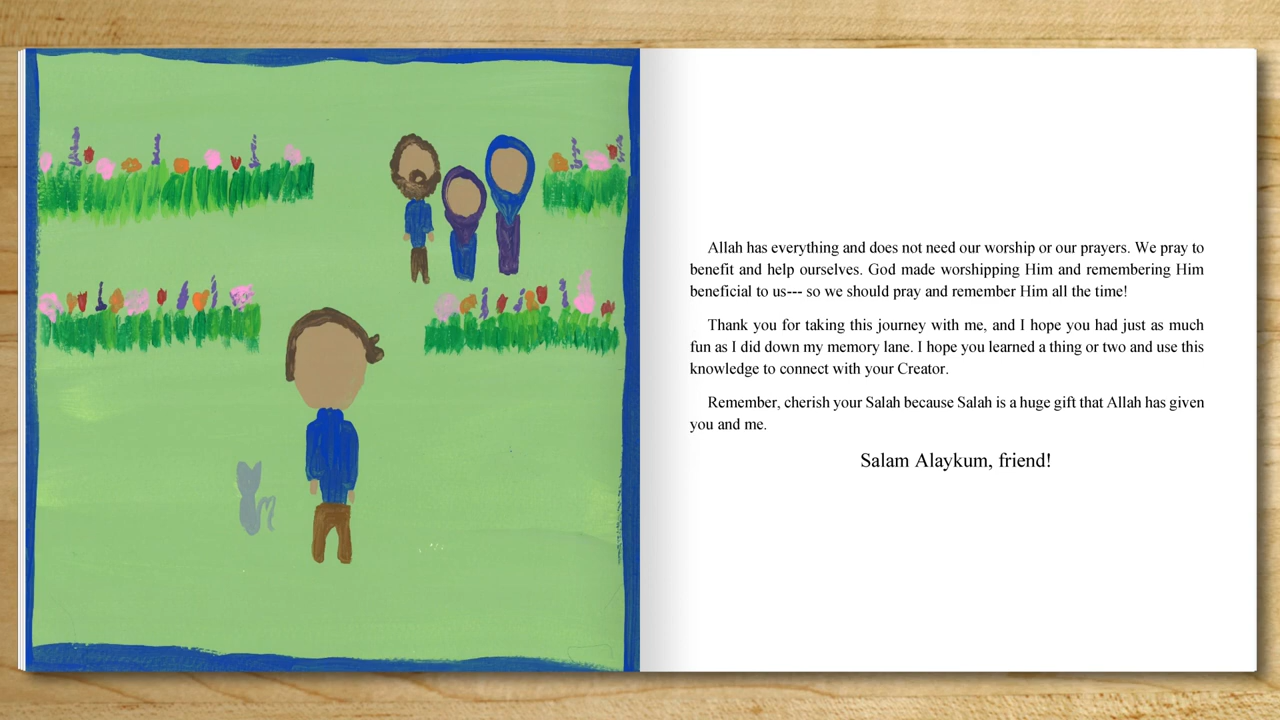 Allah has everything and does not need our worship or our prayers. We pray to
benefit and help ourselves. God made worshipping Him and remembering Him
beneficial to us--- so we should pray and remember Him all the time!
Thank you for taking this journey with me, and I hope you had just as much
fun as I did down my memory lane. I hope you learned a thing or two and use this
knowledge to connect with your Creator.
Remember, cherish your Salah because Salah is a huge gift that Allah has given
you and me.
Salam Alaykum, friend!